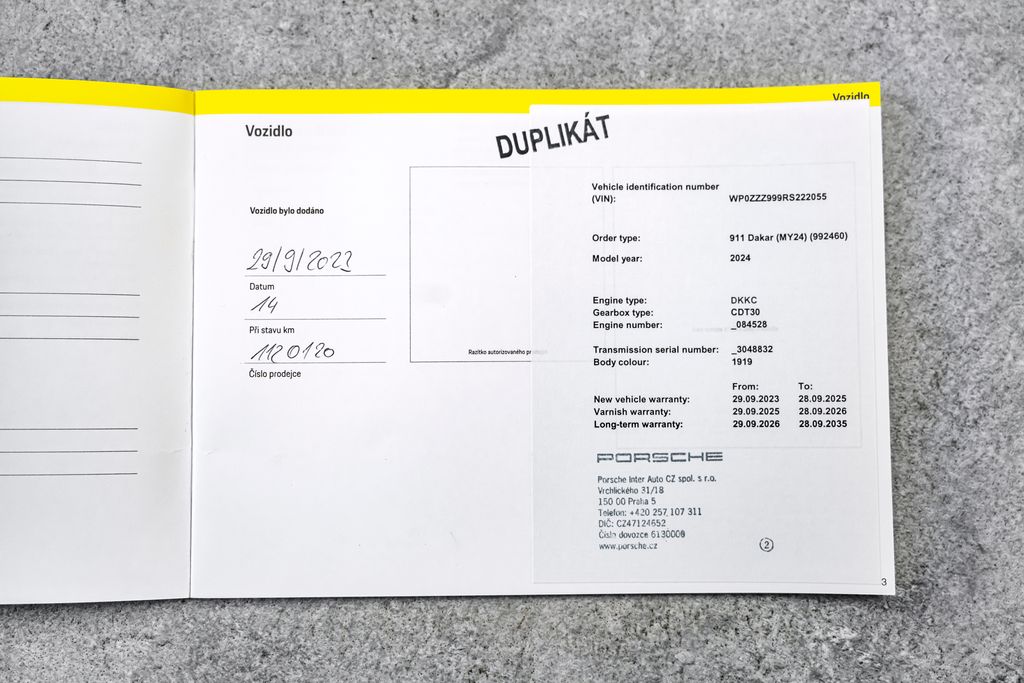 Vozidlo
Vozidlo
DUPLIKÁT
Vozidlo bylo dodáno
29/9/2023
Datum
14
Při stavu km
1120120
Číslo prodejce
Razítko autorizovaného
Vehicle identification number
(VIN): WP0ZZZ999RS222055
Order type: 911 Dakar (MY24) (992460)
Model year: 2024
Engine type: DKKC
Gearbox type: CDT30
Engine number: _084528
Transmission serial number: _3048832
Body colour: 1919
From: To:
New vehicle warranty: 29.09.2023 28.09.2025
Varnish warranty: 29.09.2025 28.09.2026
Long-term warranty: 29.09.2026 28.09.2035
PORSCHE
Porsche Inter Auto CZ spol. s r.o.
Vrchlického 31/18
150 00 Praha 5
Telefon: +420 257 107 311
DIČ: CZ47124652
Číslo dovozce 6130000
www.porsche.cz
2
3